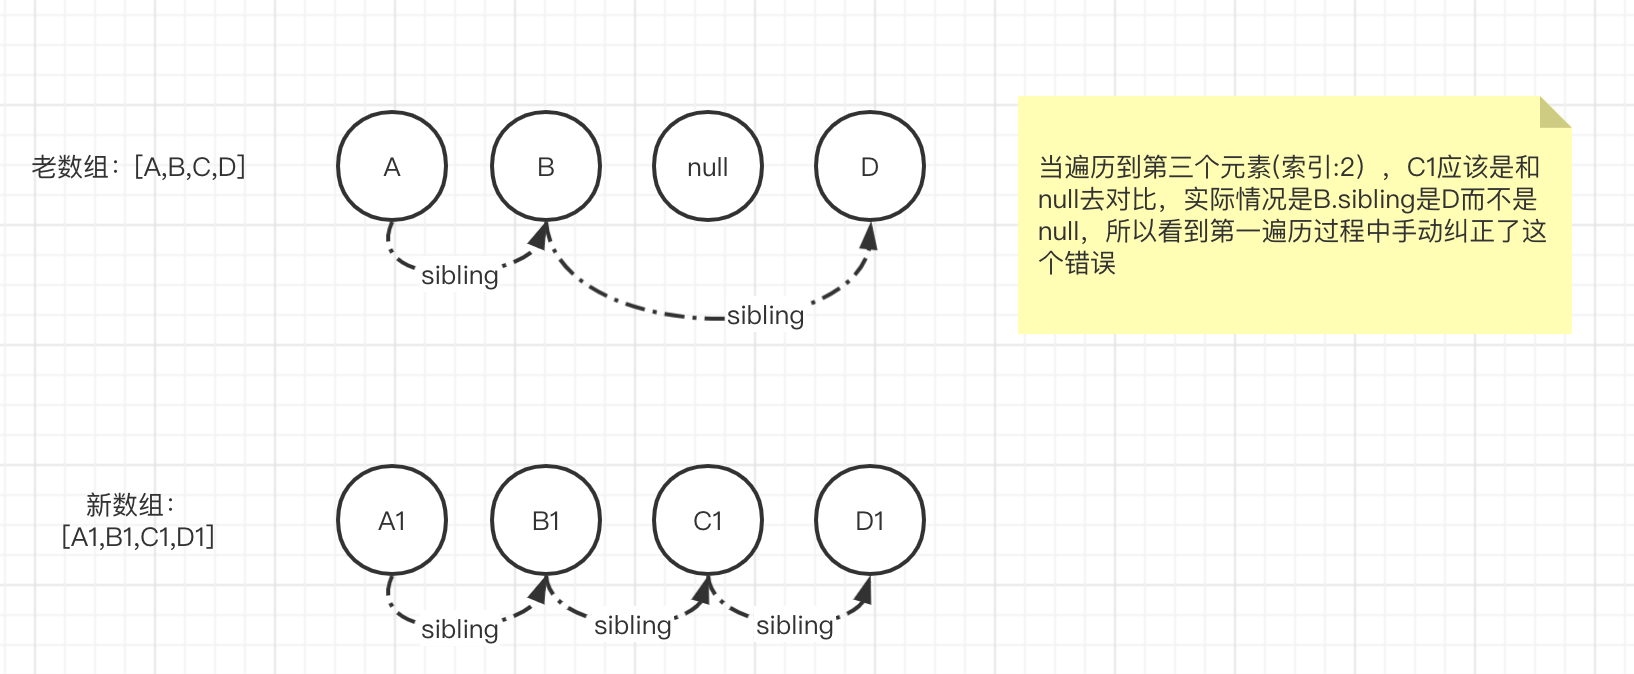 老数组：[A,B,C,D]
A
B
null
D
sibling
sibling
当遍历到第三个元素(索引:2），C1应该是和
null去对比，实际情况是B.sibling是D而不是
null，所以看到第一遍历过程中手动纠正了这
个错误
新数组：
[A1,B1,C1,D1]
A1
B1
C1
D1
sibling
sibling
sibling